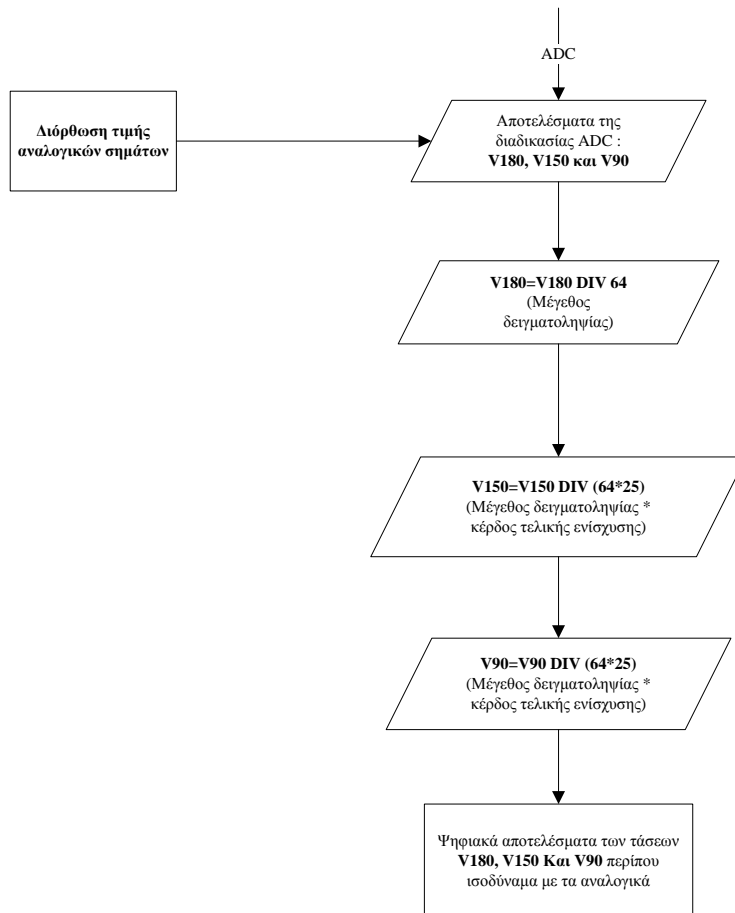 ADC
Διόρθωση τιμής
αναλογικών σημάτων
Αποτελέσματα της
διαδικασίας ADC :
V180, V150 και V90
V180=V180 DIV 64
(Μέγεθος
δειγματοληψίας)
V150=V150 DIV (64*25)
(Μέγεθος δειγματοληψίας *
κέρδος τελικής ενίσχυσης)
V90=V90 DIV (64*25)
(Μέγεθος δειγματοληψίας *
κέρδος τελικής ενίσχυσης)
Ψηφιακά αποτελέσματα των τάσεων
V180, V150 Και V90 περίπου
ισοδύναμα με τα αναλογικά